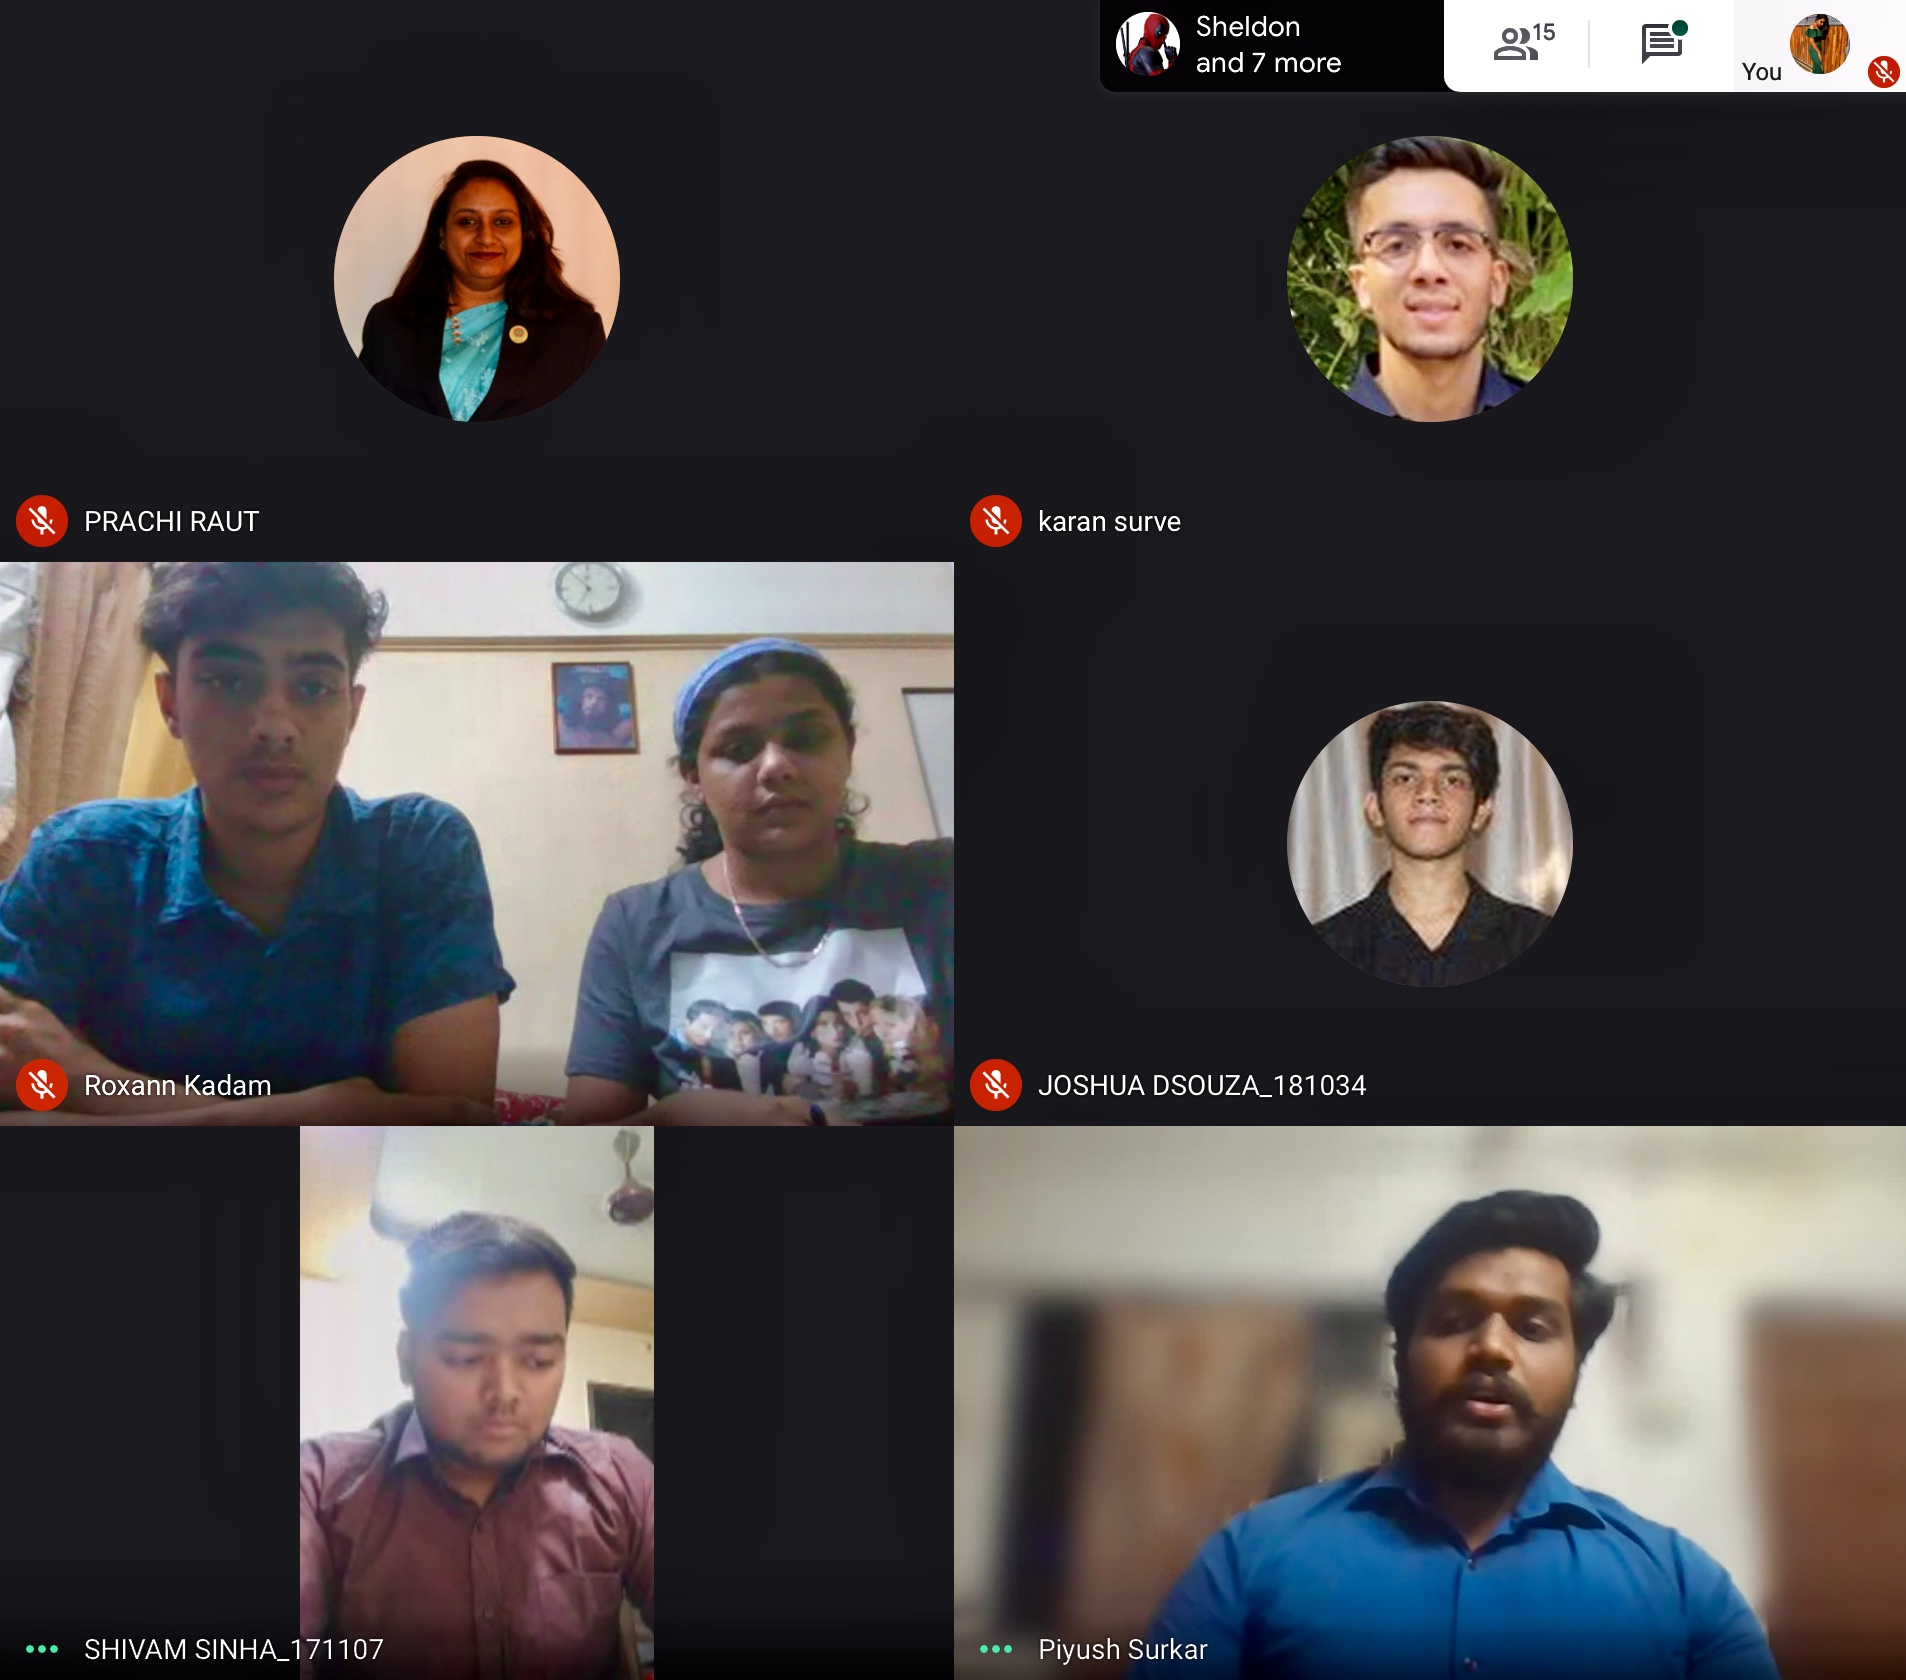 Sheldon
and 7 more
15
You
PRACHI RAUT
karan surve
Roxann Kadam
JOSHUA DSOUZA_181034
SHIVAM SINHA_171107
Piyush Surkar